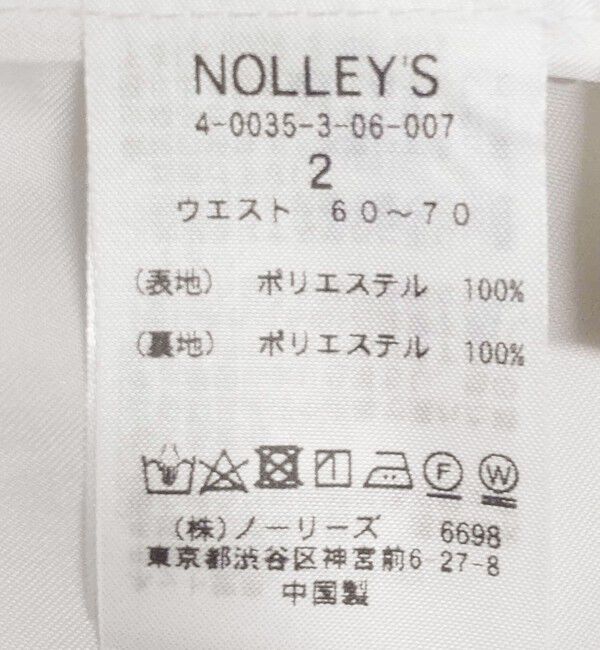 NOLLEY'S
4-0035-3-06-007
2
ウエスト 60~70
(表地) ポリエステル 100%
(裏地) ポリエステル 100%
F W
(株)ノーリーズ 6698
東京都渋谷区神宮前6 27-8
中国製